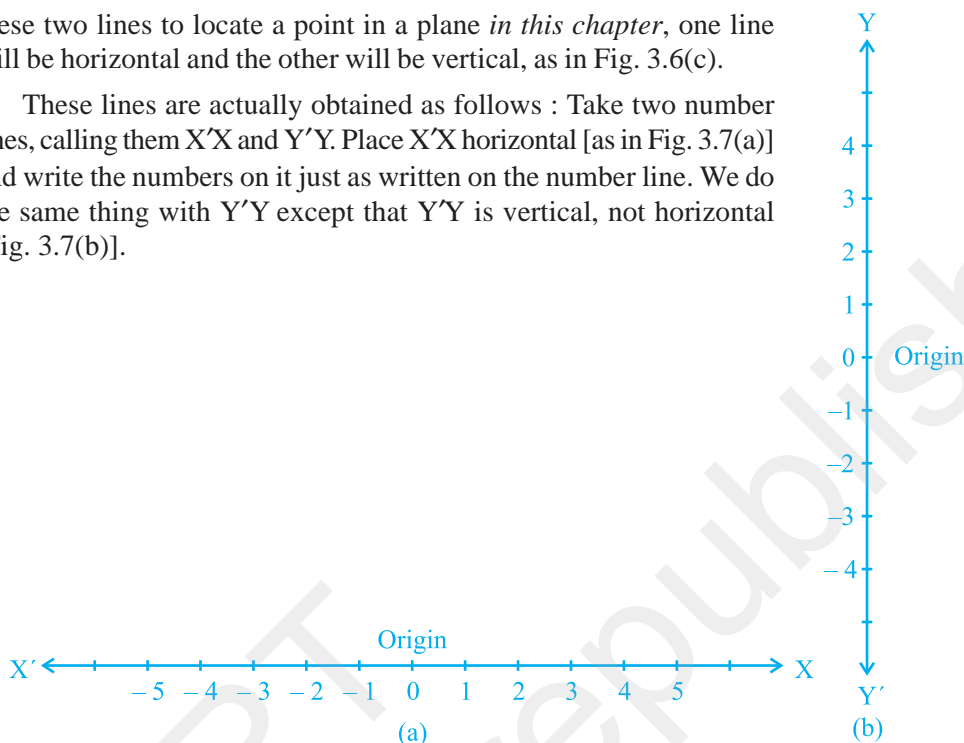 ese two lines to locate a point in a plane in this chapter, one line
ill be horizontal and the other will be vertical, as in Fig. 3.6(c).
These lines are actually obtained as follows : Take two number
nes, calling them X′X and Y′Y. Place X′X horizontal [as in Fig. 3.7(a)]
nd write the numbers on it just as written on the number line. We do
e same thing with Y′Y except that Y′Y is vertical, not horizontal
ig. 3.7(b)].
Y
4
3
2
1
0 Origin
–1
–2
–3
– 4
Y′
(b)
Origin
X′ X
– 5 – 4 – 3 – 2 – 1 0 1 2 3 4 5
(a)
republish